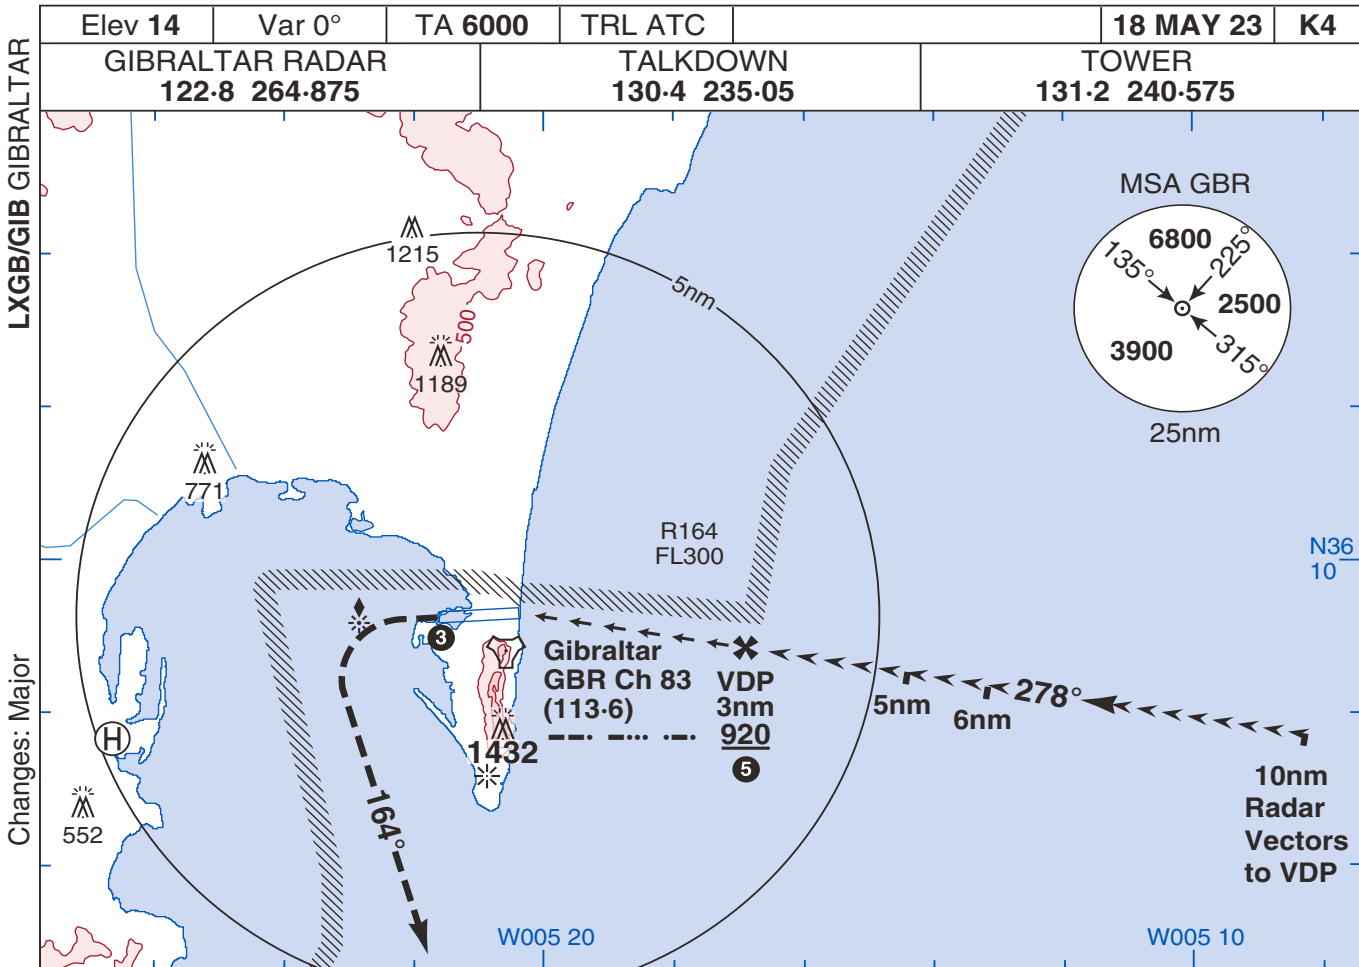 Elev 14 Var 0° TA 6000 TRL ATC 18 MAY 23 K4
GIBRALTAR RADAR
122·8 264·875
TALKDOWN
130·4 235·05
TOWER
131·2 240·575
LXGB/GIB GIBRALTAR
Changes: Major
MSA GBR
6800
135°
225°
2500
3900
315°
25nm
1215
5nm
500
1189
771
R164
FL300
N36
10
3
Gibraltar
GBR Ch 83
(113·6)
VDP
3nm
920
5
5nm
6nm
278°
10nm
Radar
Vectors
to VDP
H
1432
164°
552
W005 20
W005 10